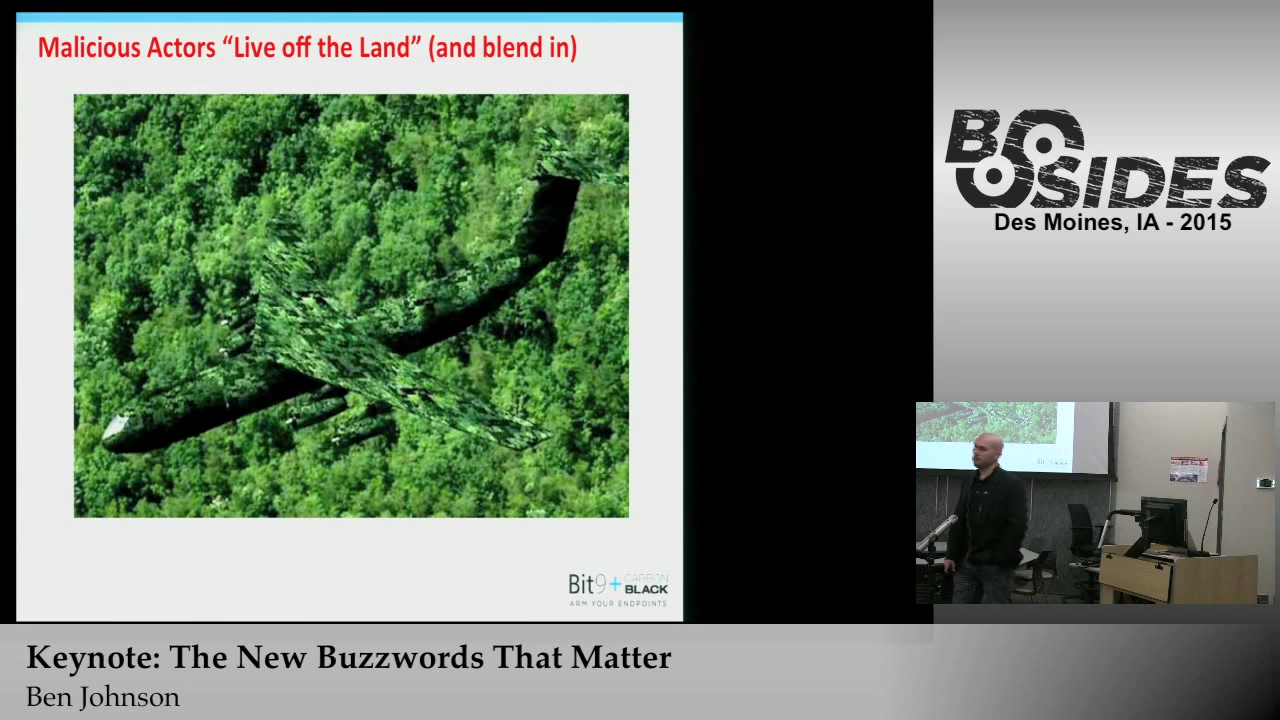 Malicious Actors “Live off the Land” (and blend in)
Bit9+ CARBON
BLACK
ARM YOUR ENDPOINTS
BSIDES
Des Moines, IA - 2015
Keynote: The New Buzzwords That Matter
Ben Johnson